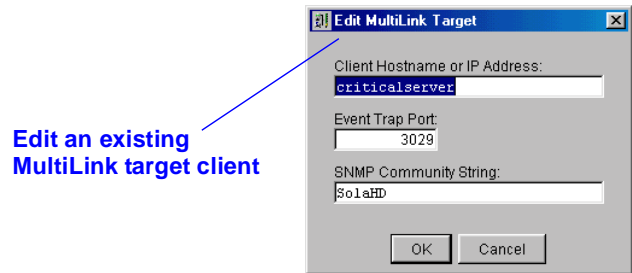 Edit MultiLink Target
Client Hostname or IP Address:
criticalserver
Event Trap Port:
3029
SNMP Community String:
SolaHD
OK Cancel
Edit an existing
MultiLink target client